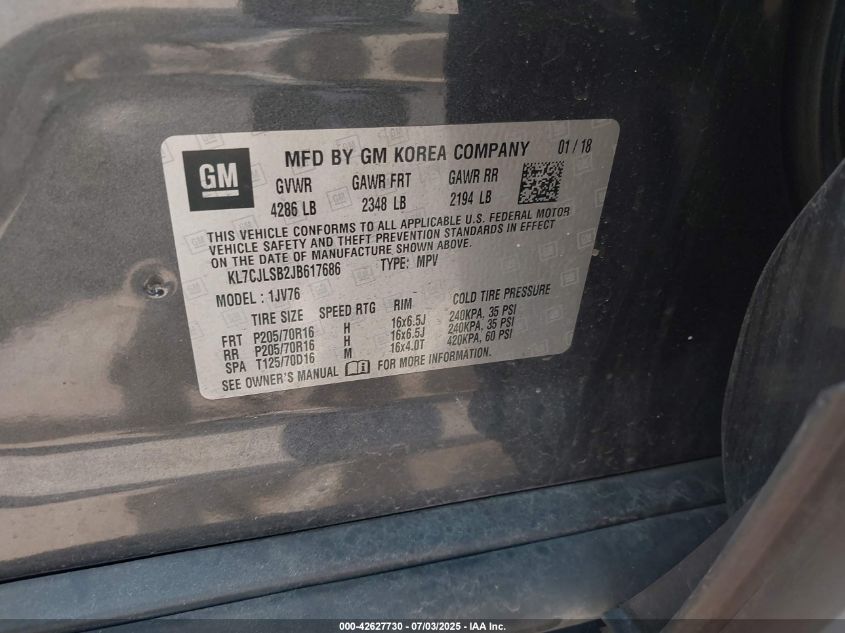 GM
MFD BY GM KOREA COMPANY 01 / 18
GVWR GAWR FRT GAWR RR
4286 LB 2348 LB 2194 LB
THIS VEHICLE CONFORMS TO ALL APPLICABLE U.S. FEDERAL MOTOR
VEHICLE SAFETY AND THEFT PREVENTION STANDARDS IN EFFECT
ON THE DATE OF MANUFACTURE SHOWN ABOVE.
KL7CJLSB2JB617686 TYPE: MPV
MODEL : 1JV76
TIRE SIZE SPEED RTG RIM COLD TIRE PRESSURE
FRT P205/70R16 H 16x6.5J 240KPA, 35 PSI
RR P205/70R16 H 16x6.5J 240KPA, 35 PSI
SPA T125/70D16 M 16x4.0T 420KPA, 60 PSI
SEE OWNER'S MANUAL FOR MORE INFORMATION.
000-42627730 - 07/03/2025 - IAA Inc.